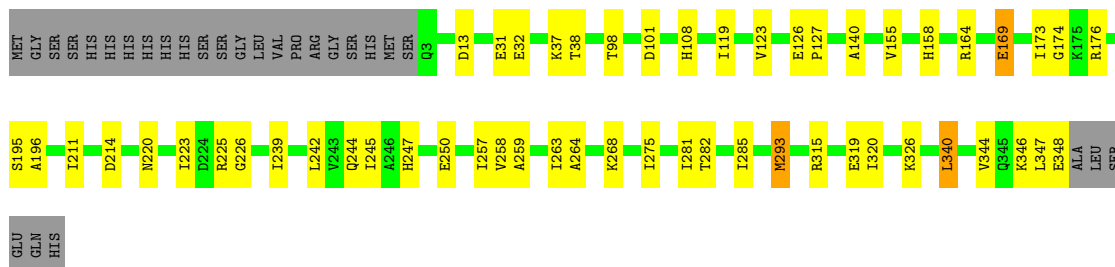 MET GLY SER SER HIS HIS HIS HIS HIS HIS SER SER GLY LEU VAL PRO ARG GLY SER HIS MET SER Q3 D13 E31 E32 K37 T38 T98 D101 H108 I119 V123 E126 P127 A140 V155 H158 R164 E169 I173 G174 K175 R176
S195 A196 I211 D214 N220 I223 D224 R225 G226 I239 L242 V243 Q244 I245 A246 H247 E250 I257 V258 A259 I263 A264 K268 I275 I281 T282 I285 M293 R315 E319 I320 K326 L340 V344 Q345 K346 L347 E348 ALA LEU SER
GLU GLN HIS